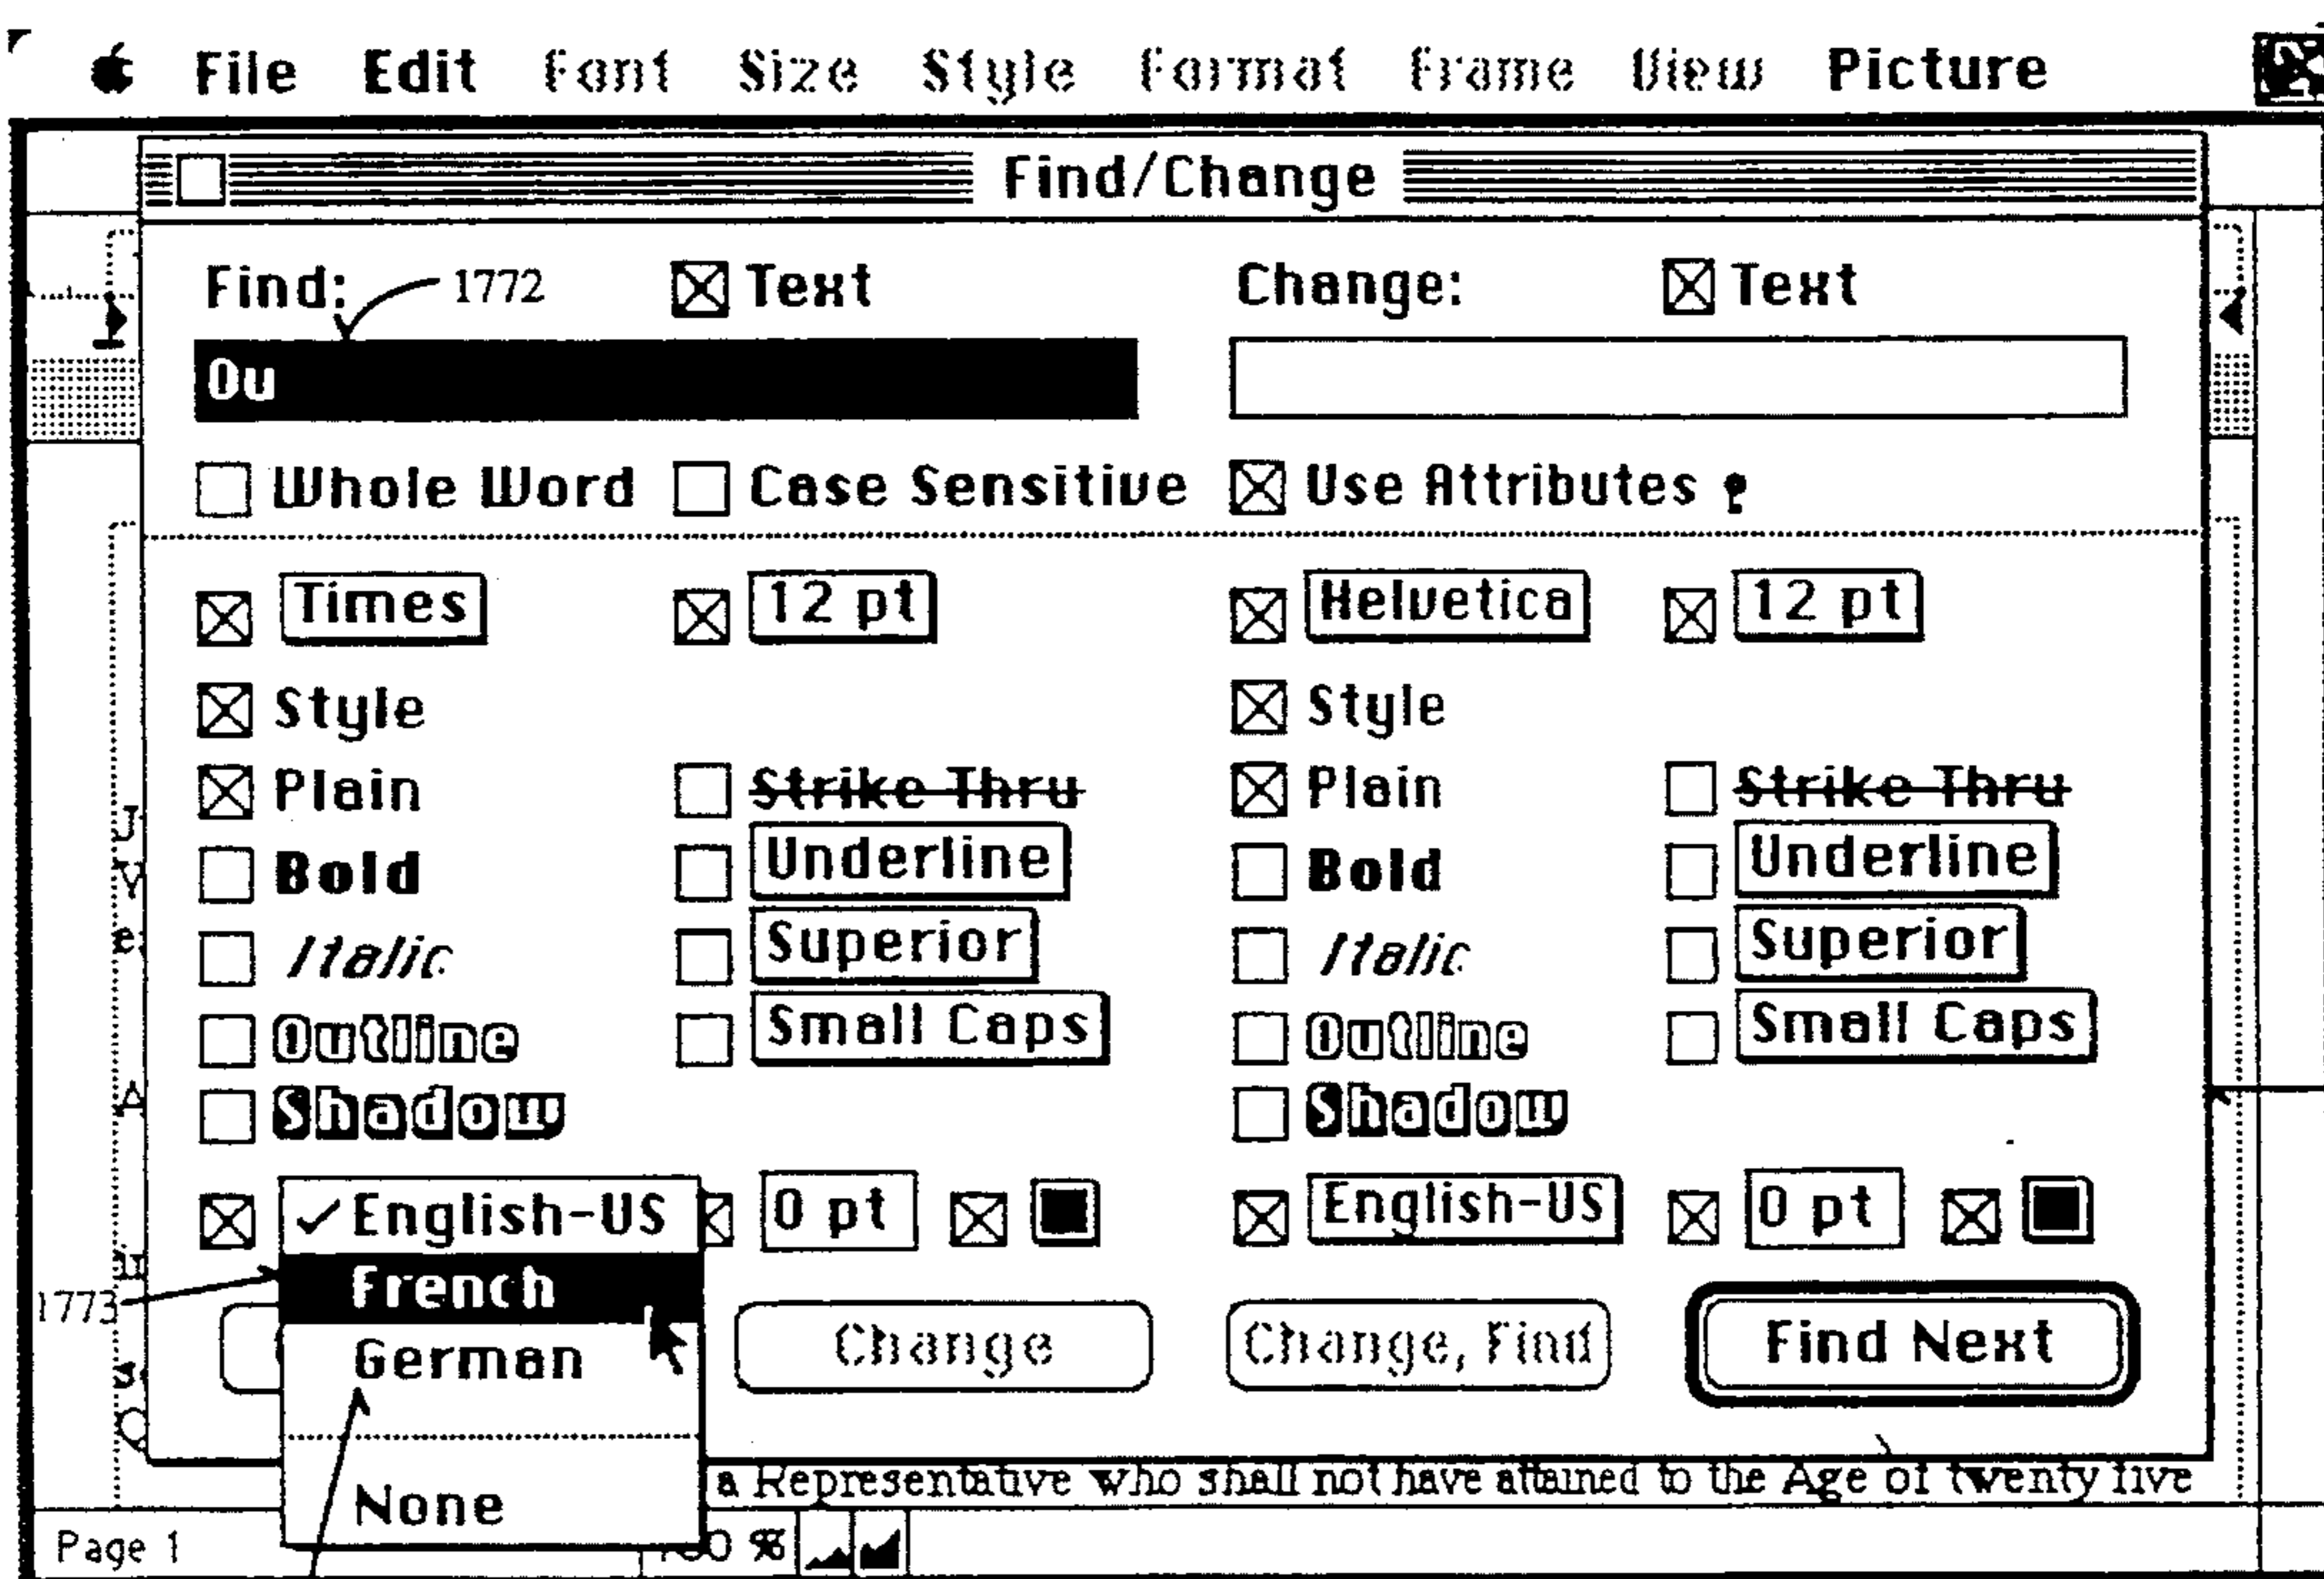 File Edit Font Size Style Format Frame View Picture
Find/Change
Find: 1772 Text Change: Text
Ou
Whole Word Case Sensitive Use Attributes
Times 12 pt Helvetica 12 pt
Style Style
Plain Strike Thru Plain Strike Thru
Bold Underline Bold Underline
Italic Superior Italic Superior
Outline Small Caps Outline Small Caps
Shadow Shadow
English-US 0 pt English-US 0 pt
French
1773
German Change Change, Find Find Next
None
a Representative who shall not have attained to the Age of twenty five
Page 1 %